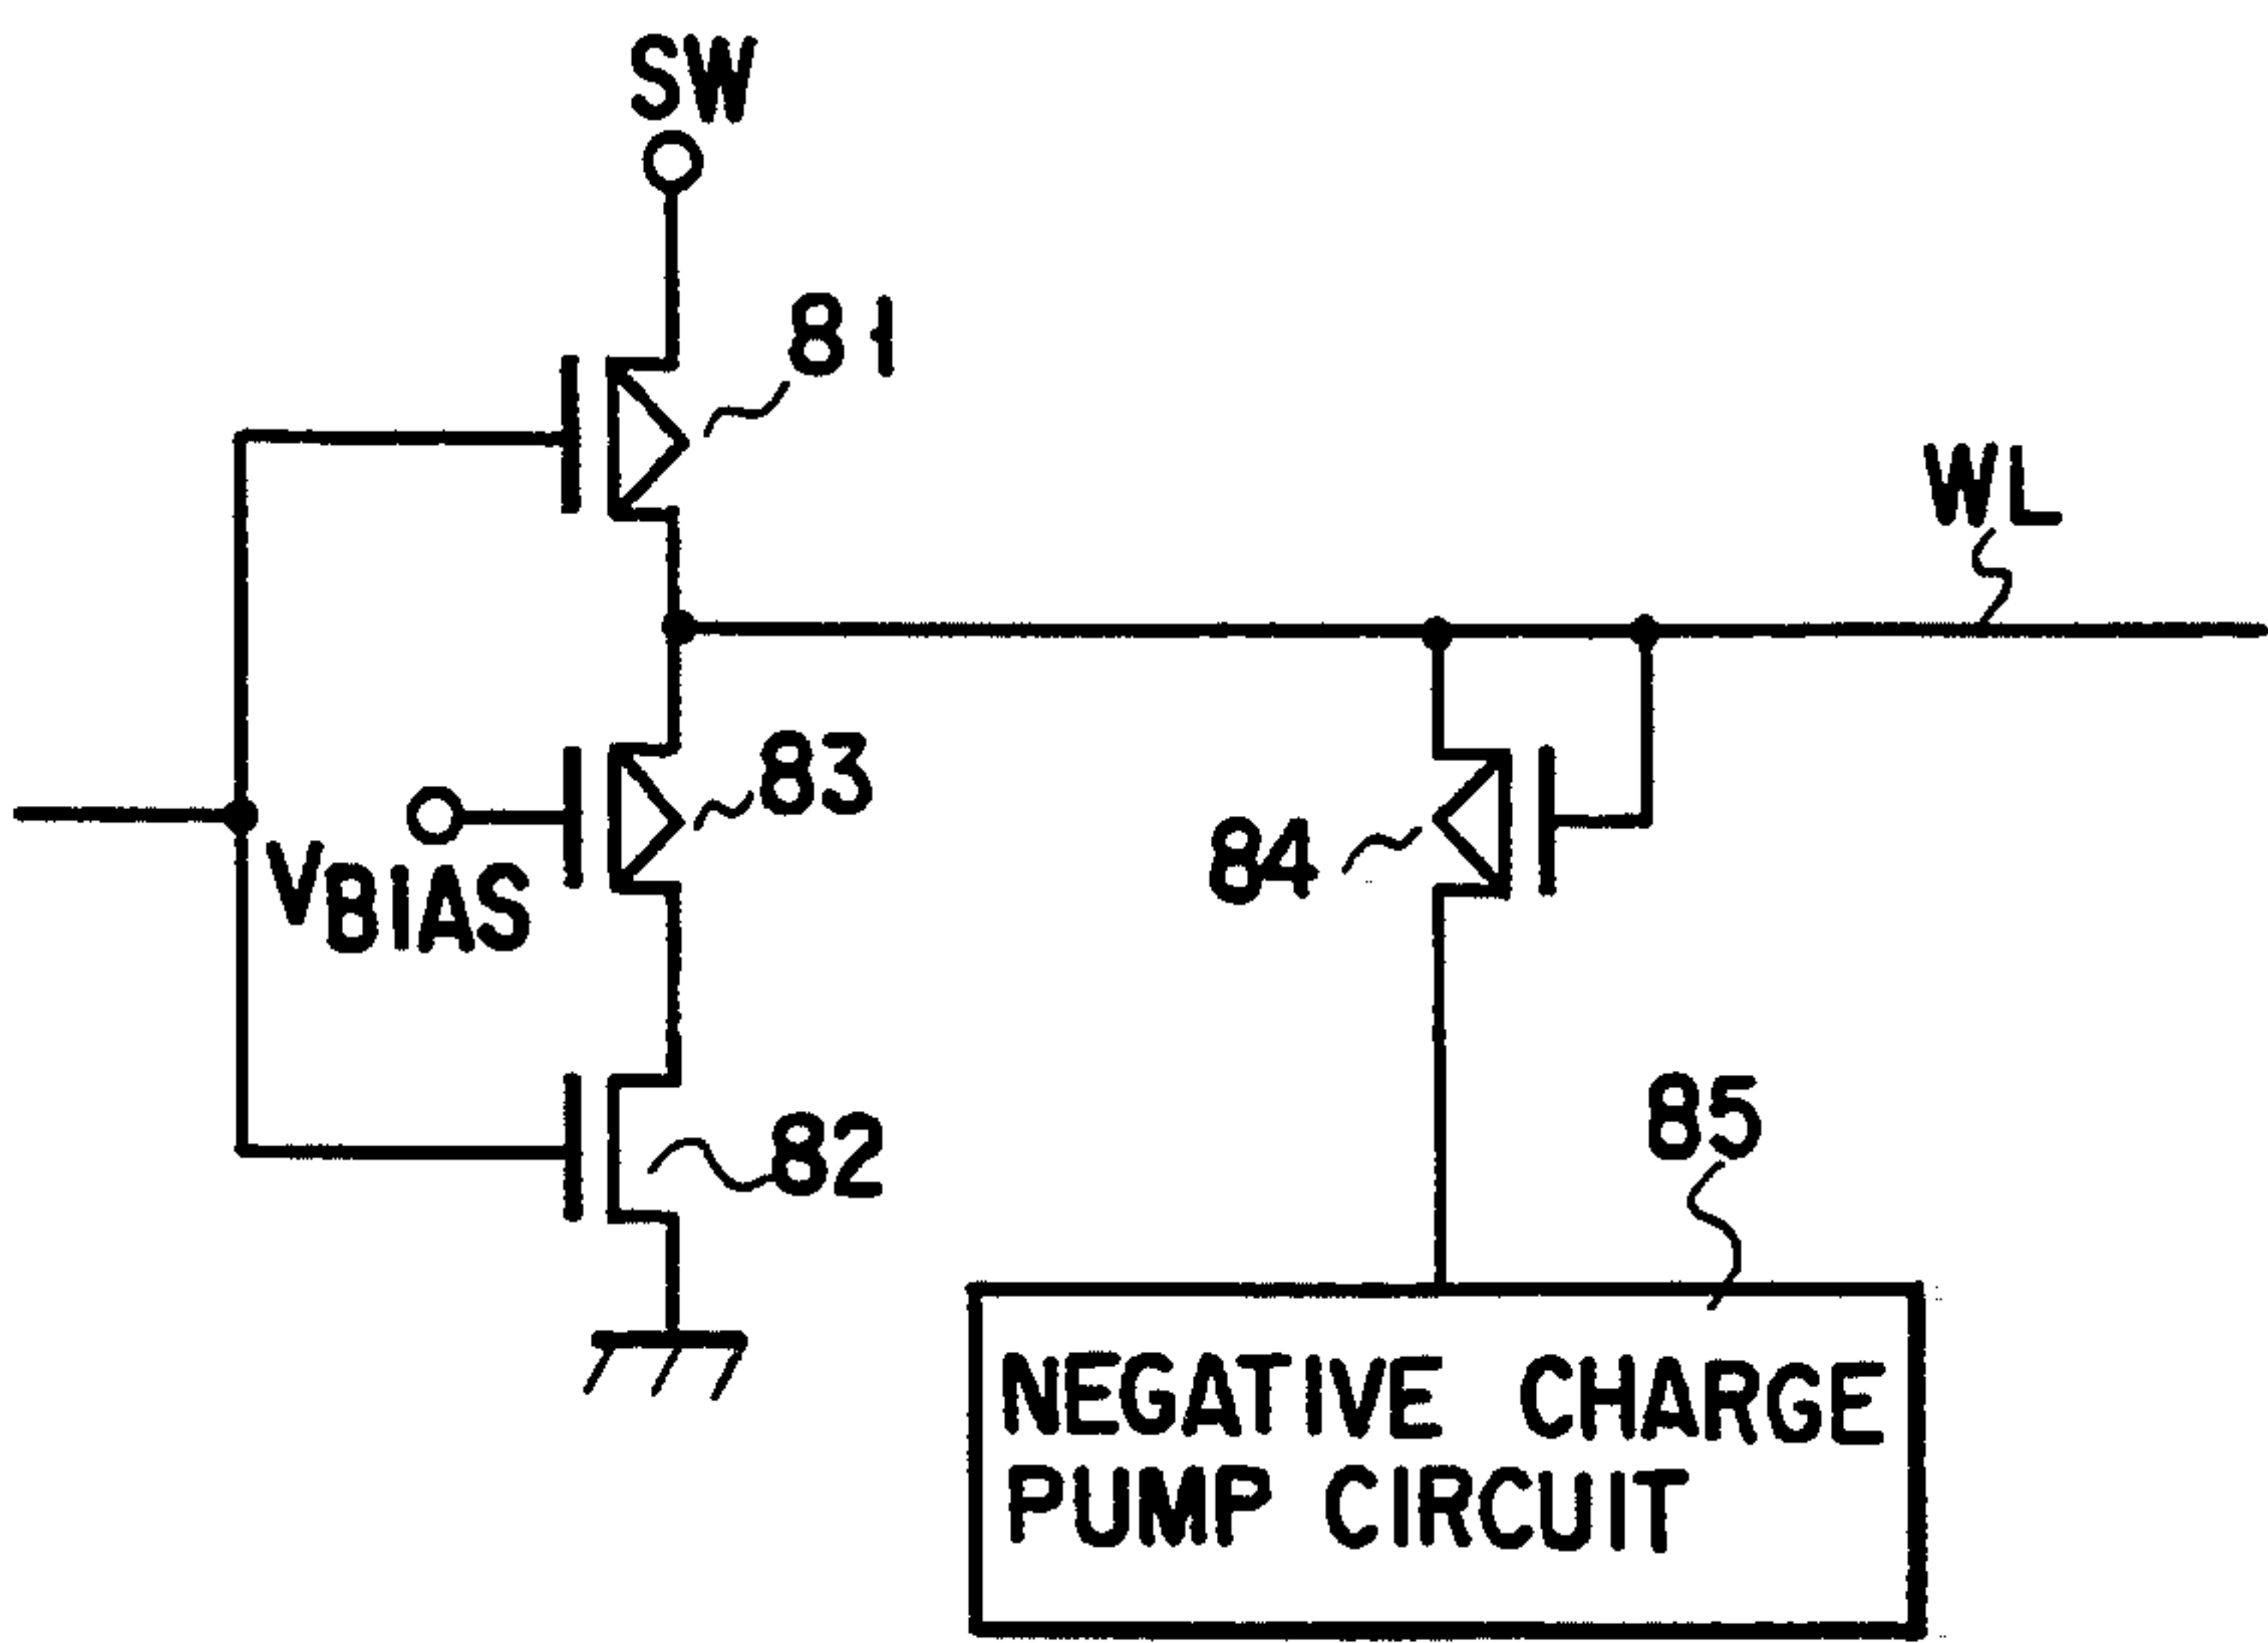 SW
81
WL
83
VBIAS
84
82
85
NEGATIVE CHARGE
PUMP CIRCUIT